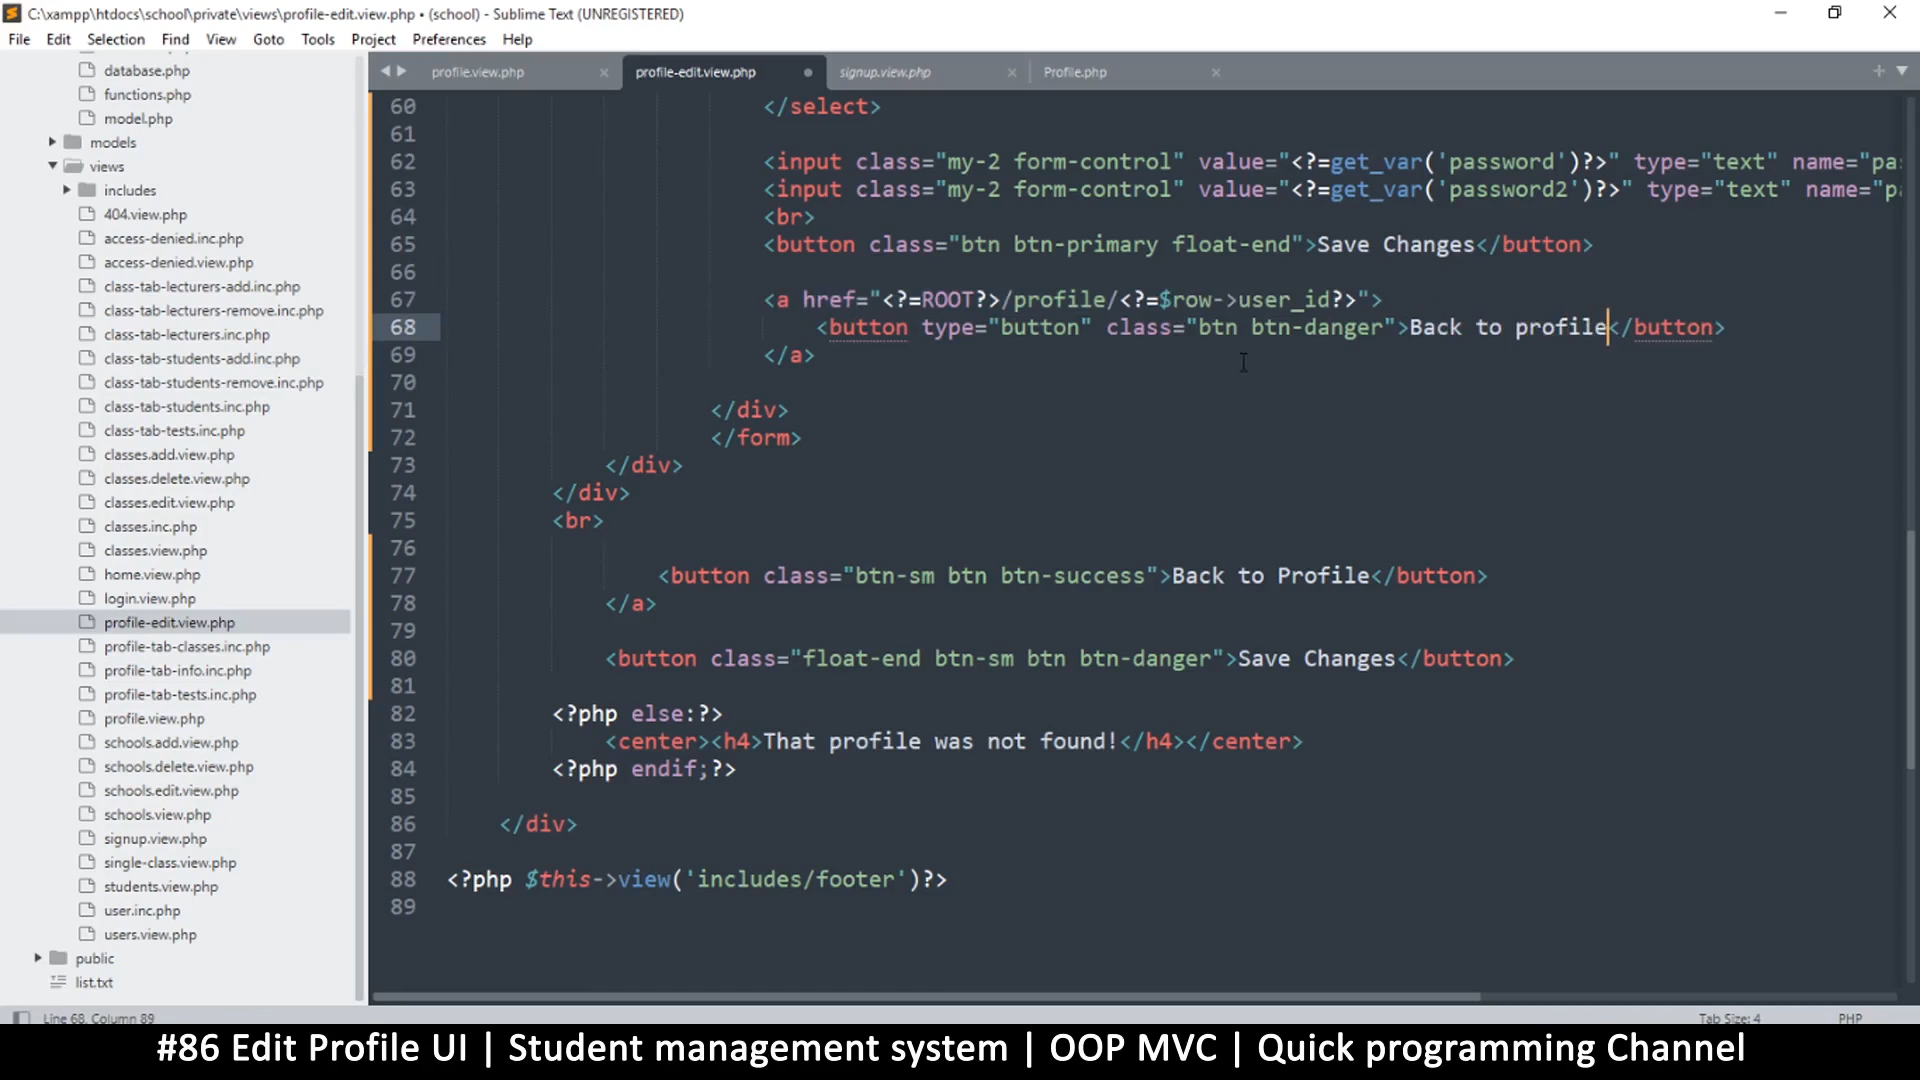 C:\xampp\htdocs\school\private\views\profile-edit.view.php • (school) - Sublime Text (UNREGISTERED)
File Edit Selection Find View Goto Tools Project Preferences Help
database.php
functions.php
model.php
models
views
includes
404.view.php
access-denied.inc.php
access-denied.view.php
class-tab-lecturers-add.inc.php
class-tab-lecturers-remove.inc.php
class-tab-lecturers.inc.php
class-tab-students-add.inc.php
class-tab-students-remove.inc.php
class-tab-students.inc.php
class-tab-tests.inc.php
classes.add.view.php
classes.delete.view.php
classes.edit.view.php
classes.inc.php
classes.view.php
home.view.php
login.view.php
profile-edit.view.php
profile-tab-classes.inc.php
profile-tab-info.inc.php
profile-tab-tests.inc.php
profile.view.php
schools.add.view.php
schools.delete.view.php
schools.edit.view.php
schools.view.php
signup.view.php
single-class.view.php
students.view.php
user.inc.php
users.view.php
public
list.txt
profile.view.php profile-edit.view.php signup.view.php Profile.php
60 </select>
61
62 <input class="my-2 form-control" value="<?=get_var('password')?>" type="text" name="pa
63 <input class="my-2 form-control" value="<?=get_var('password2')?>" type="text" name="p
64 <br>
65 <button class="btn btn-primary float-end">Save Changes</button>
66
67 <a href="<?=ROOT?>/profile/<?=$row->user_id?>">
68 <button type="button" class="btn btn-danger">Back to profile</button>
69 </a>
70
71 </div>
72 </form>
73 </div>
74 </div>
75 <br>
76
77 <button class="btn-sm btn btn-success">Back to Profile</button>
78 </a>
79
80 <button class="float-end btn-sm btn btn-danger">Save Changes</button>
81
82 <?php else:?>
83 <center><h4>That profile was not found!</h4></center>
84 <?php endif;?>
85
86 </div>
87
88 <?php $this->view('includes/footer')?>
89
Line 68, Column 89 Tab Size: 4 PHP
#86 Edit Profile UI | Student management system | OOP MVC | Quick programming Channel